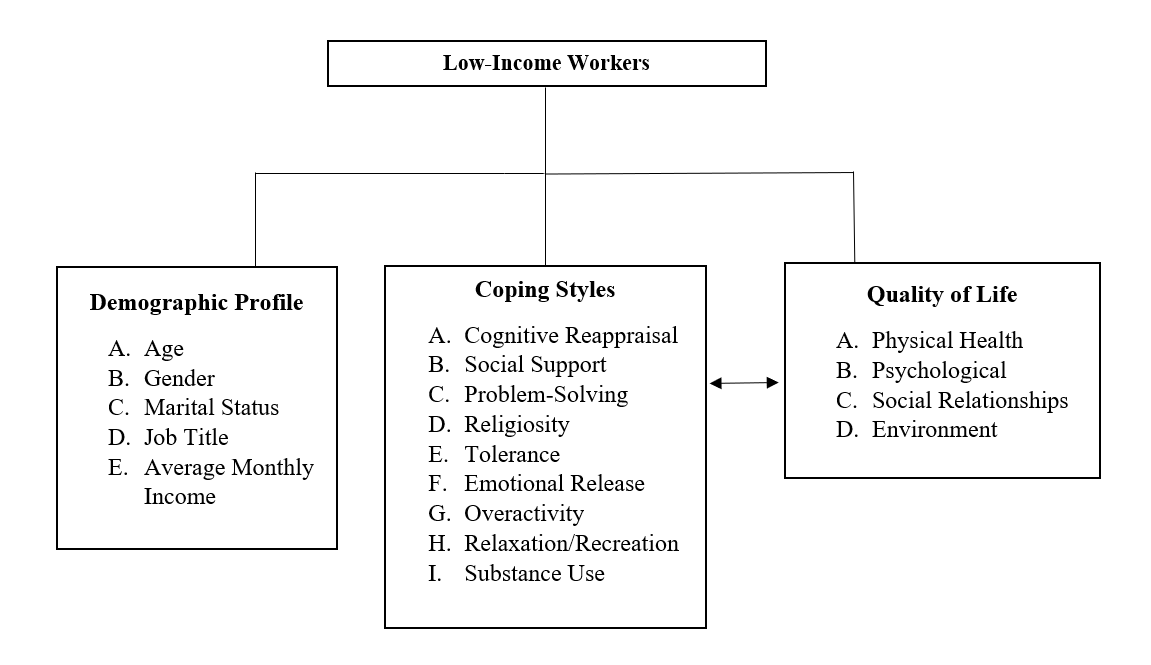 Low-Income Workers
Demographic Profile
A. Age
B. Gender
C. Marital Status
D. Job Title
E. Average Monthly
Income
Coping Styles
A. Cognitive Reappraisal
B. Social Support
C. Problem-Solving
D. Religiosity
E. Tolerance
F. Emotional Release
G. Overactivity
H. Relaxation/Recreation
I. Substance Use
Quality of Life
A. Physical Health
B. Psychological
C. Social Relationships
D. Environment